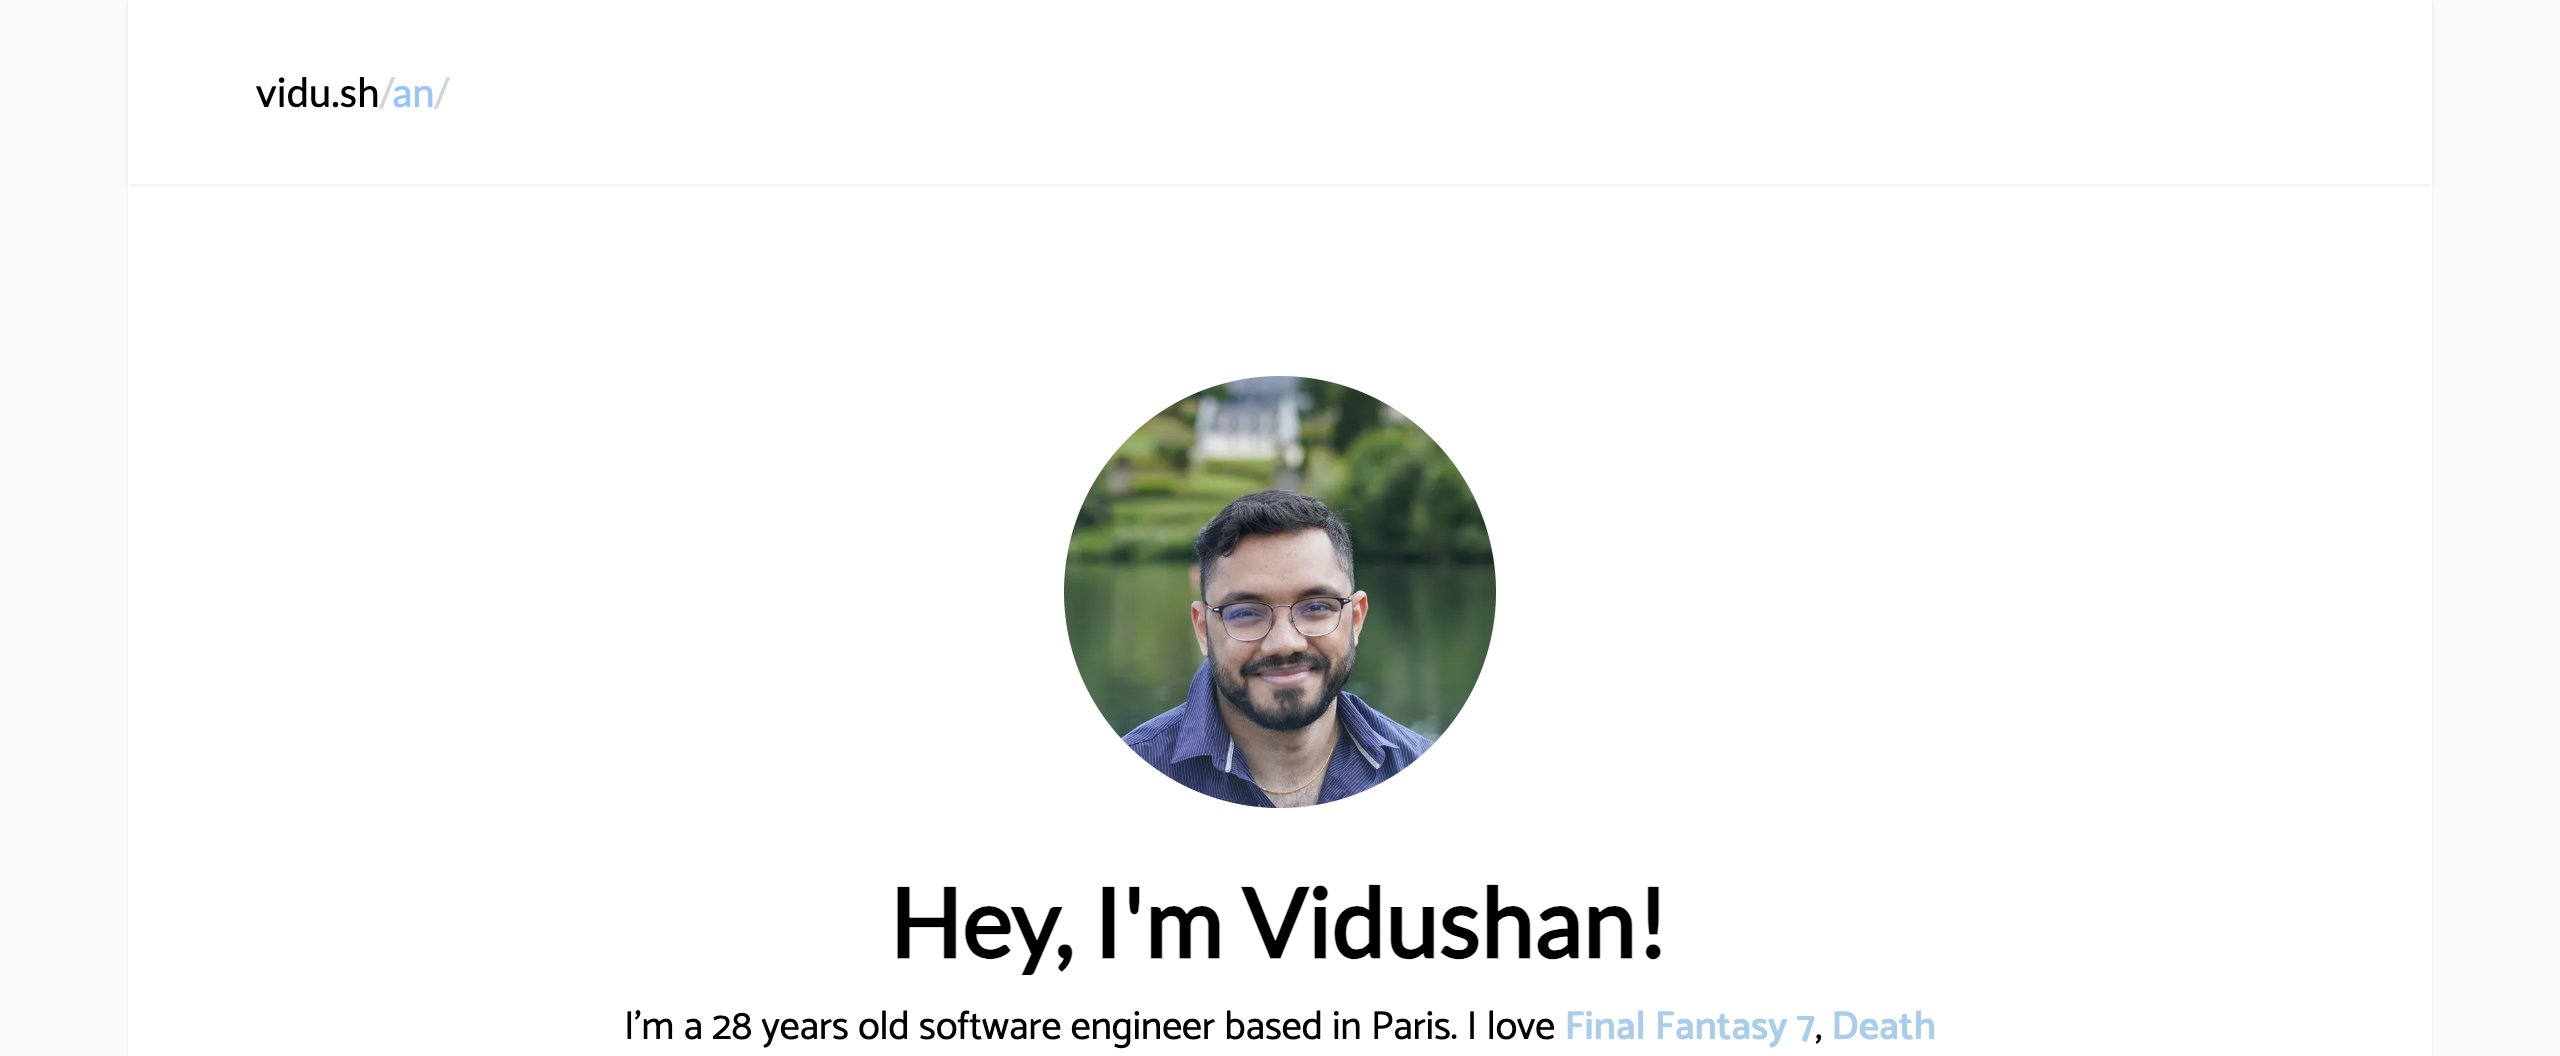 vidu.sh/an/
Hey, I'm Vidushan!
I’m a 28 years old software engineer based in Paris. I love Final Fantasy 7, Death